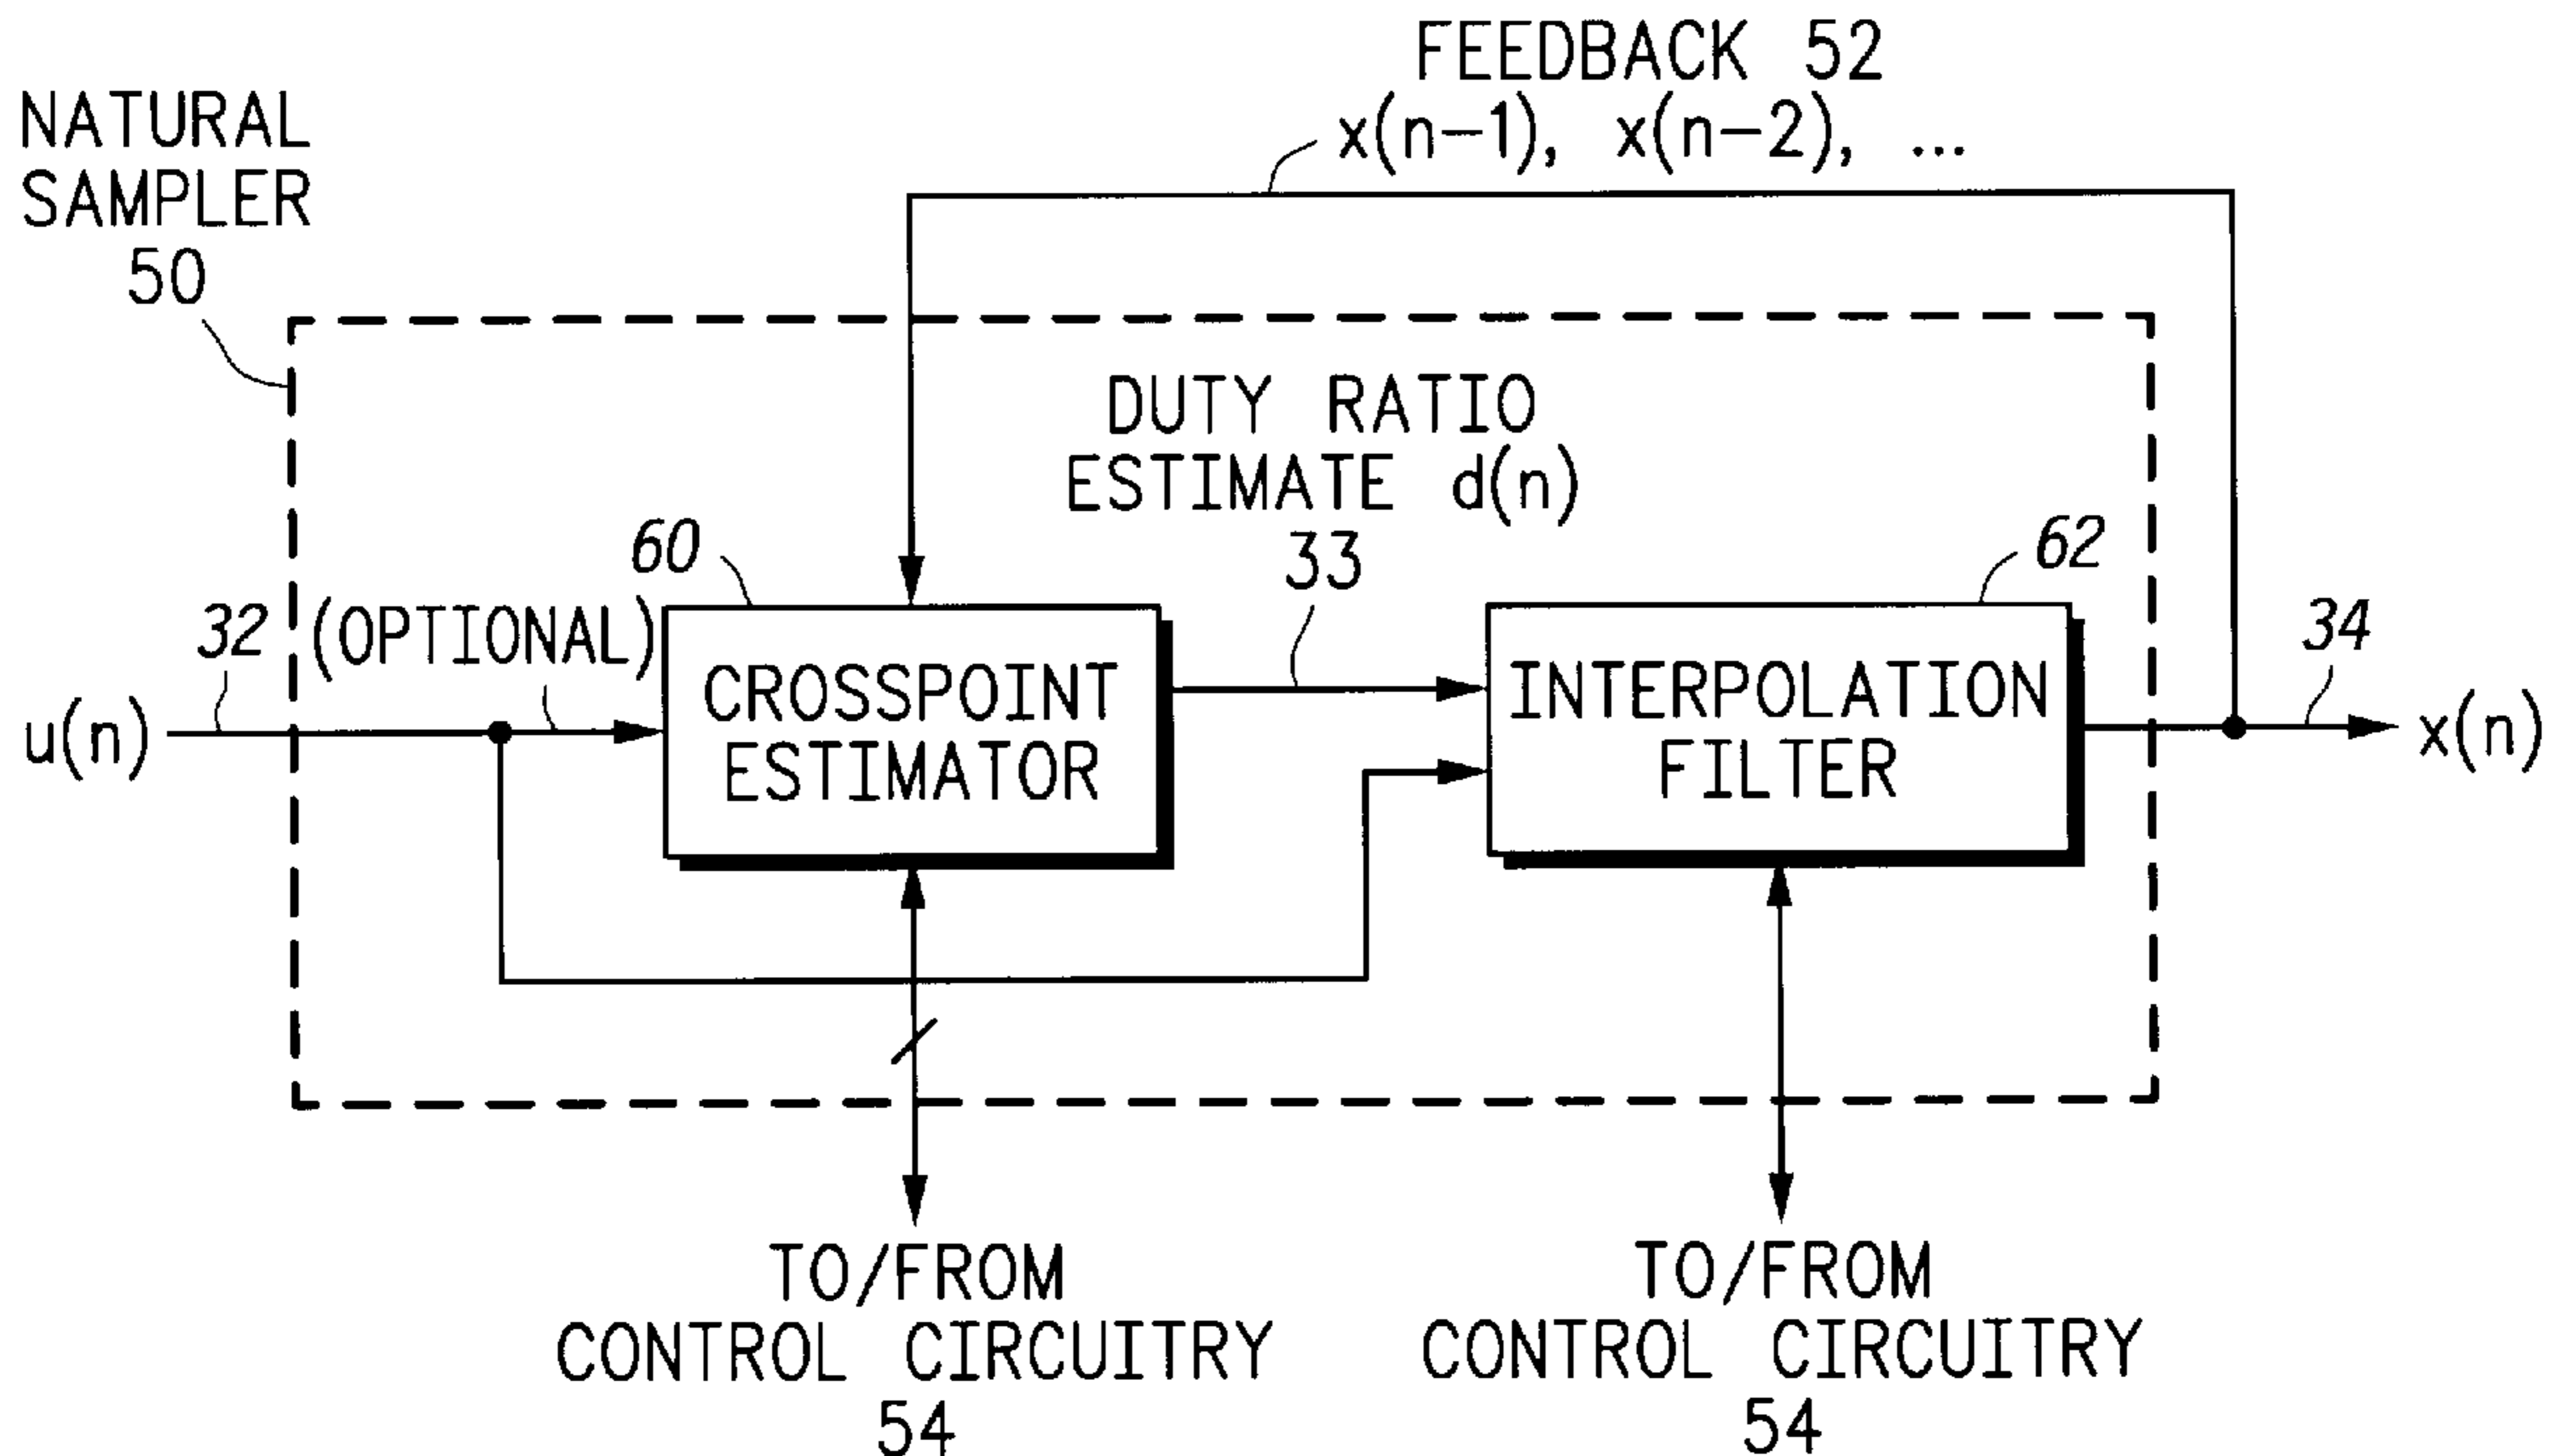 FEEDBACK 52
x(n-1), x(n-2), ...
NATURAL
SAMPLER
50
DUTY RATIO
ESTIMATE d(n)
33
60
62
32
(OPTIONAL)
34
u(n)
CROSSPOINT
ESTIMATOR
INTERPOLATION
FILTER
x(n)
TO/FROM
CONTROL CIRCUITRY
54
TO/FROM
CONTROL CIRCUITRY
54